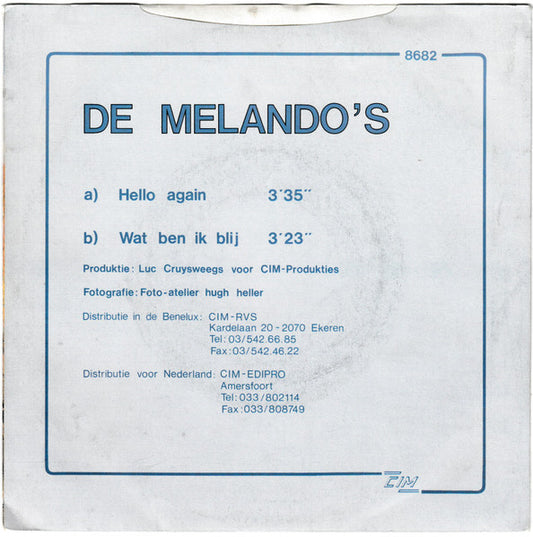 8682
DE MELANDO'S
a) Hello again 3'35''
b) Wat ben ik blij 3'23''
Produktie: Luc Cruysweegs voor CIM-Produkties
Fotografie: Foto-atelier hugh heller
Distributie in de Benelux: CIM-RVS
Kardelaan 20 - 2070 Ekeren
Tel: 03/542.66.85
Fax: 03/542.46.22
Distributie voor Nederland: CIM-EDIPRO
Amersfoort
Tel: 033/802114
Fax: 033/808749
CIM